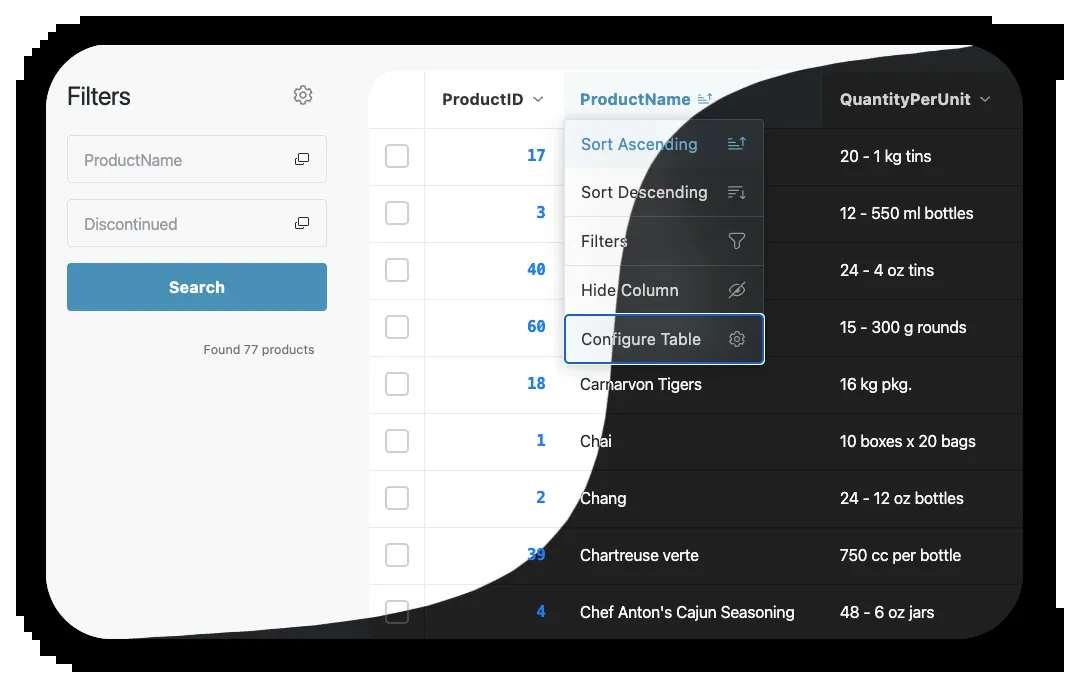 Filters
ProductName
Discontinued
Search
Found 77 products
ProductID ProductName QuantityPerUnit
Sort Ascending
Sort Descending
Filters
Hide Column
Configure Table
17 20 - 1 kg tins
3 12 - 550 ml bottles
40 24 - 4 oz tins
60 15 - 300 g rounds
18 Carnarvon Tigers 16 kg pkg.
1 Chai 10 boxes x 20 bags
2 Chang 24 - 12 oz bottles
39 Chartreuse verte 750 cc per bottle
4 Chef Anton's Cajun Seasoning 48 - 6 oz jars